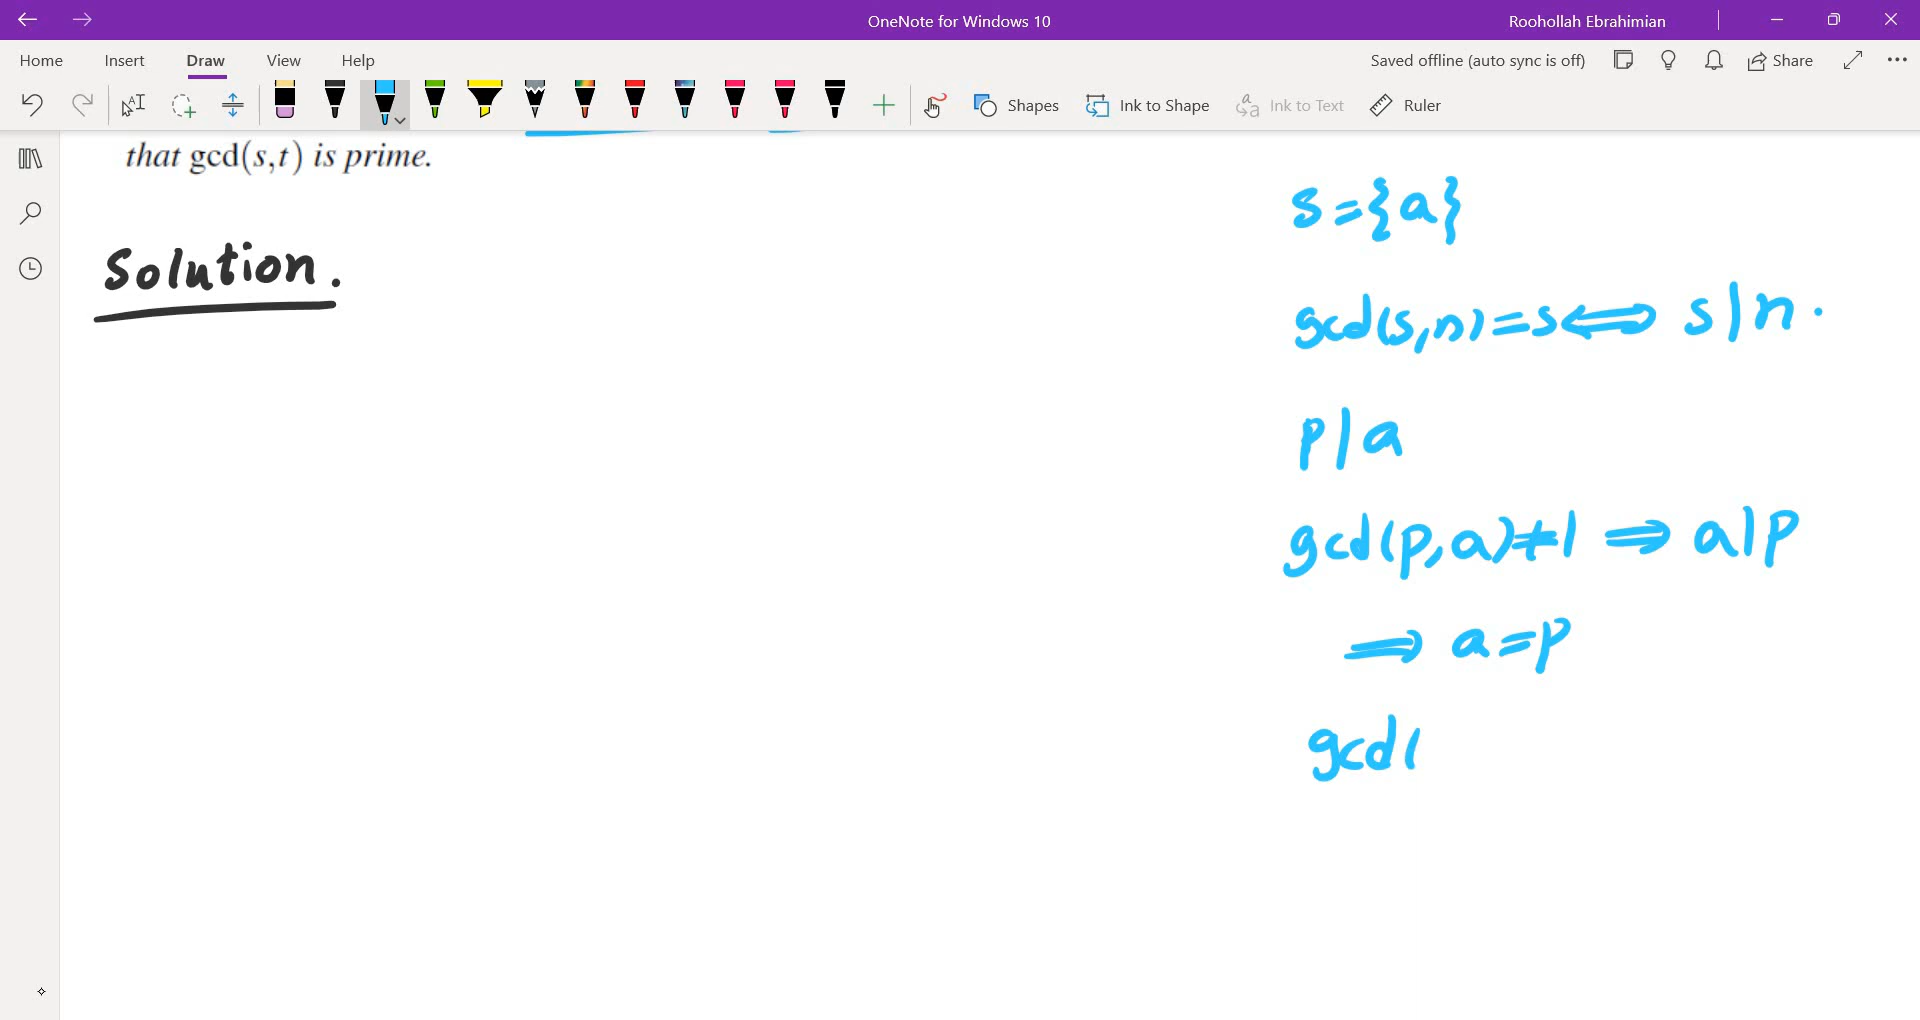 OneNote for Windows 10
Roohollah Ebrahimian
Home Insert Draw View Help
Saved offline (auto sync is off) Share
Shapes Ink to Shape Ink to Text Ruler
that gcd(s,t) is prime.
Solution.
s={a}
gcd(s,n)=s⟺ s|n.
p|a
gcd(p,a)≠1 ⟹ a|p
⟹ a=p
gcd(